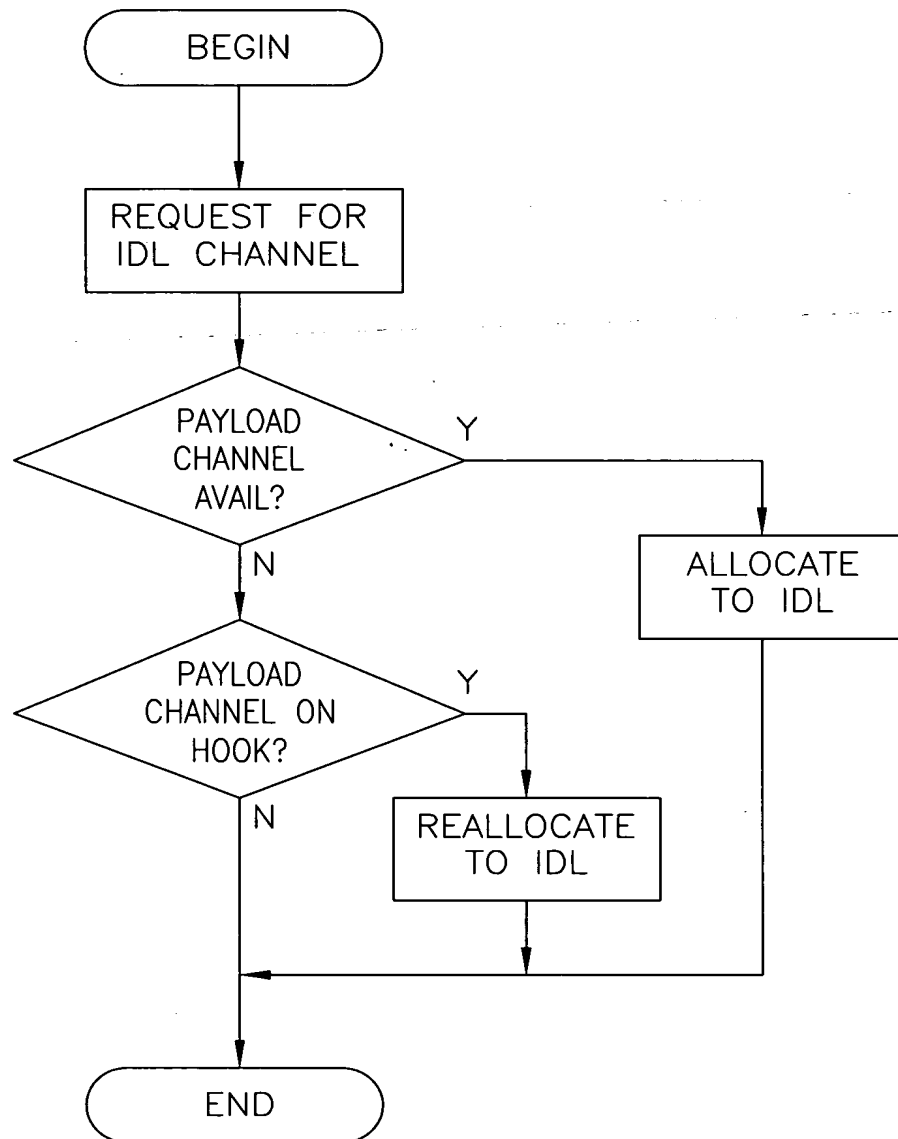 BEGIN
REQUEST FOR
IDL CHANNEL
PAYLOAD
CHANNEL
AVAIL?
Y
N
ALLOCATE
TO IDL
PAYLOAD
CHANNEL ON
HOOK?
Y
N
REALLOCATE
TO IDL
END